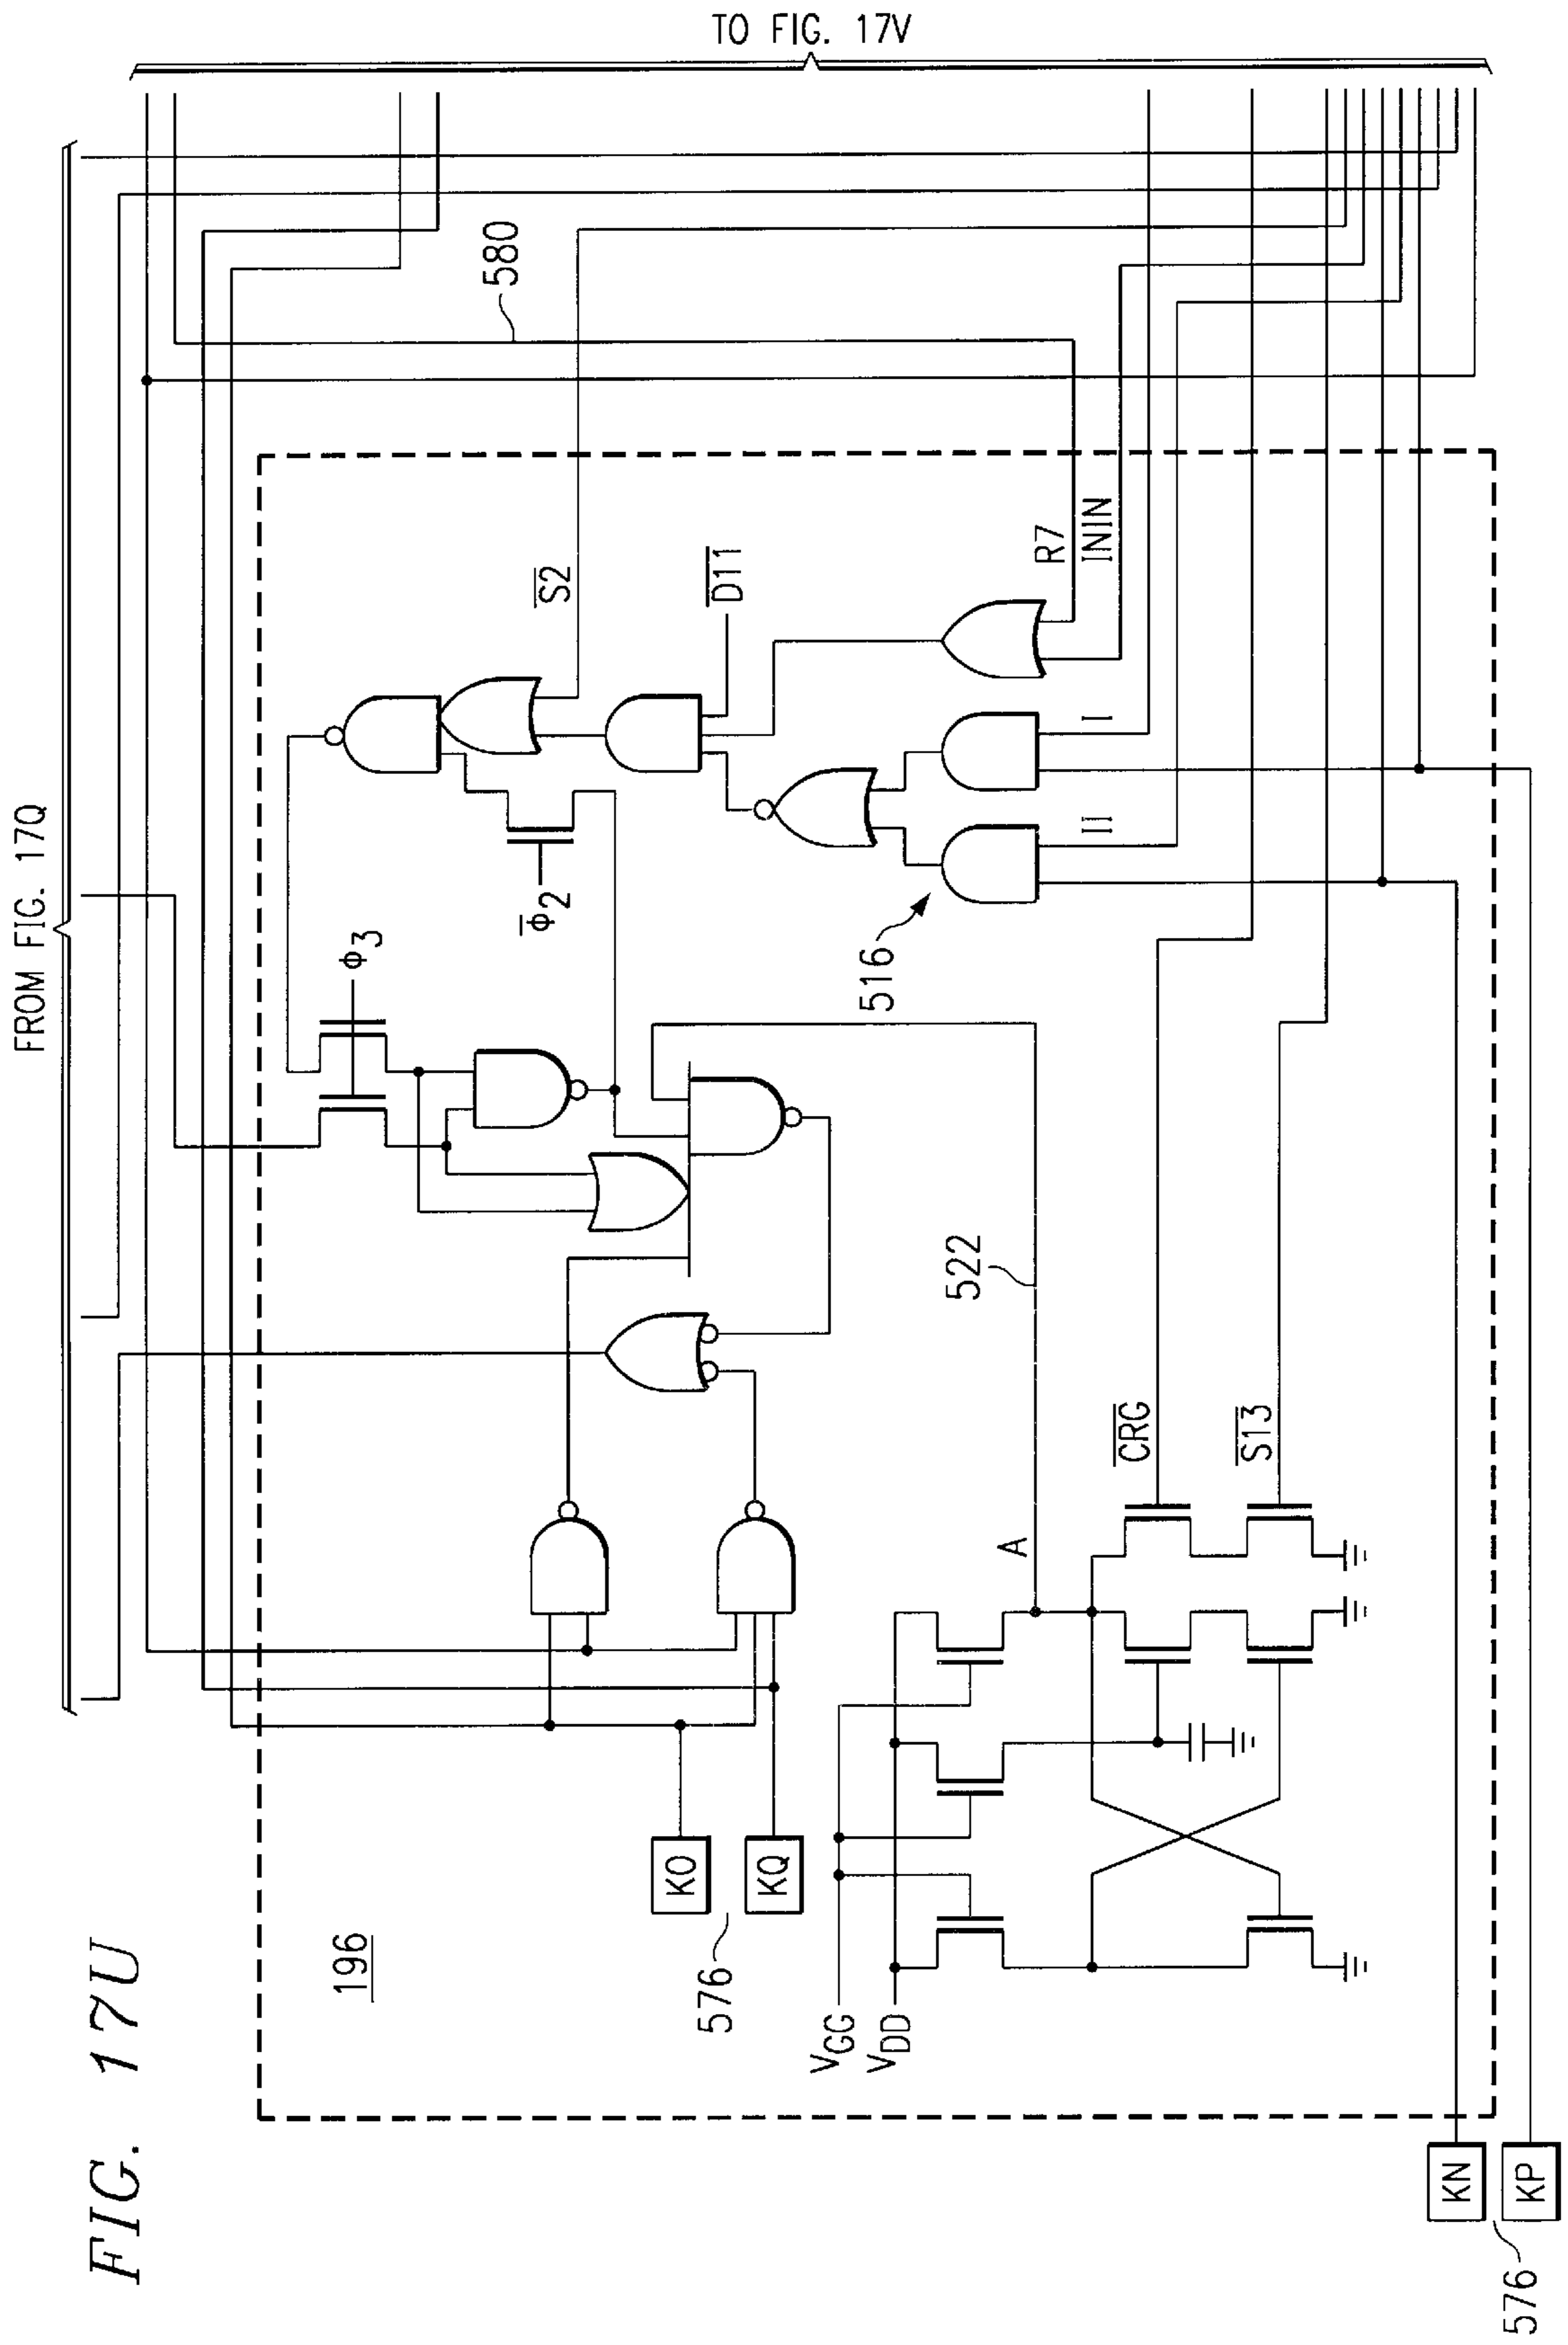 FIG. 17U
FROM FIG. 17Q
TO FIG. 17V
196
576
KO
KQ
VGG
VDD
A
522
CRG
S13
ϕ3
ϕ2
516
II
I
S2
D11
R7
ININ
580
KN
KP
576